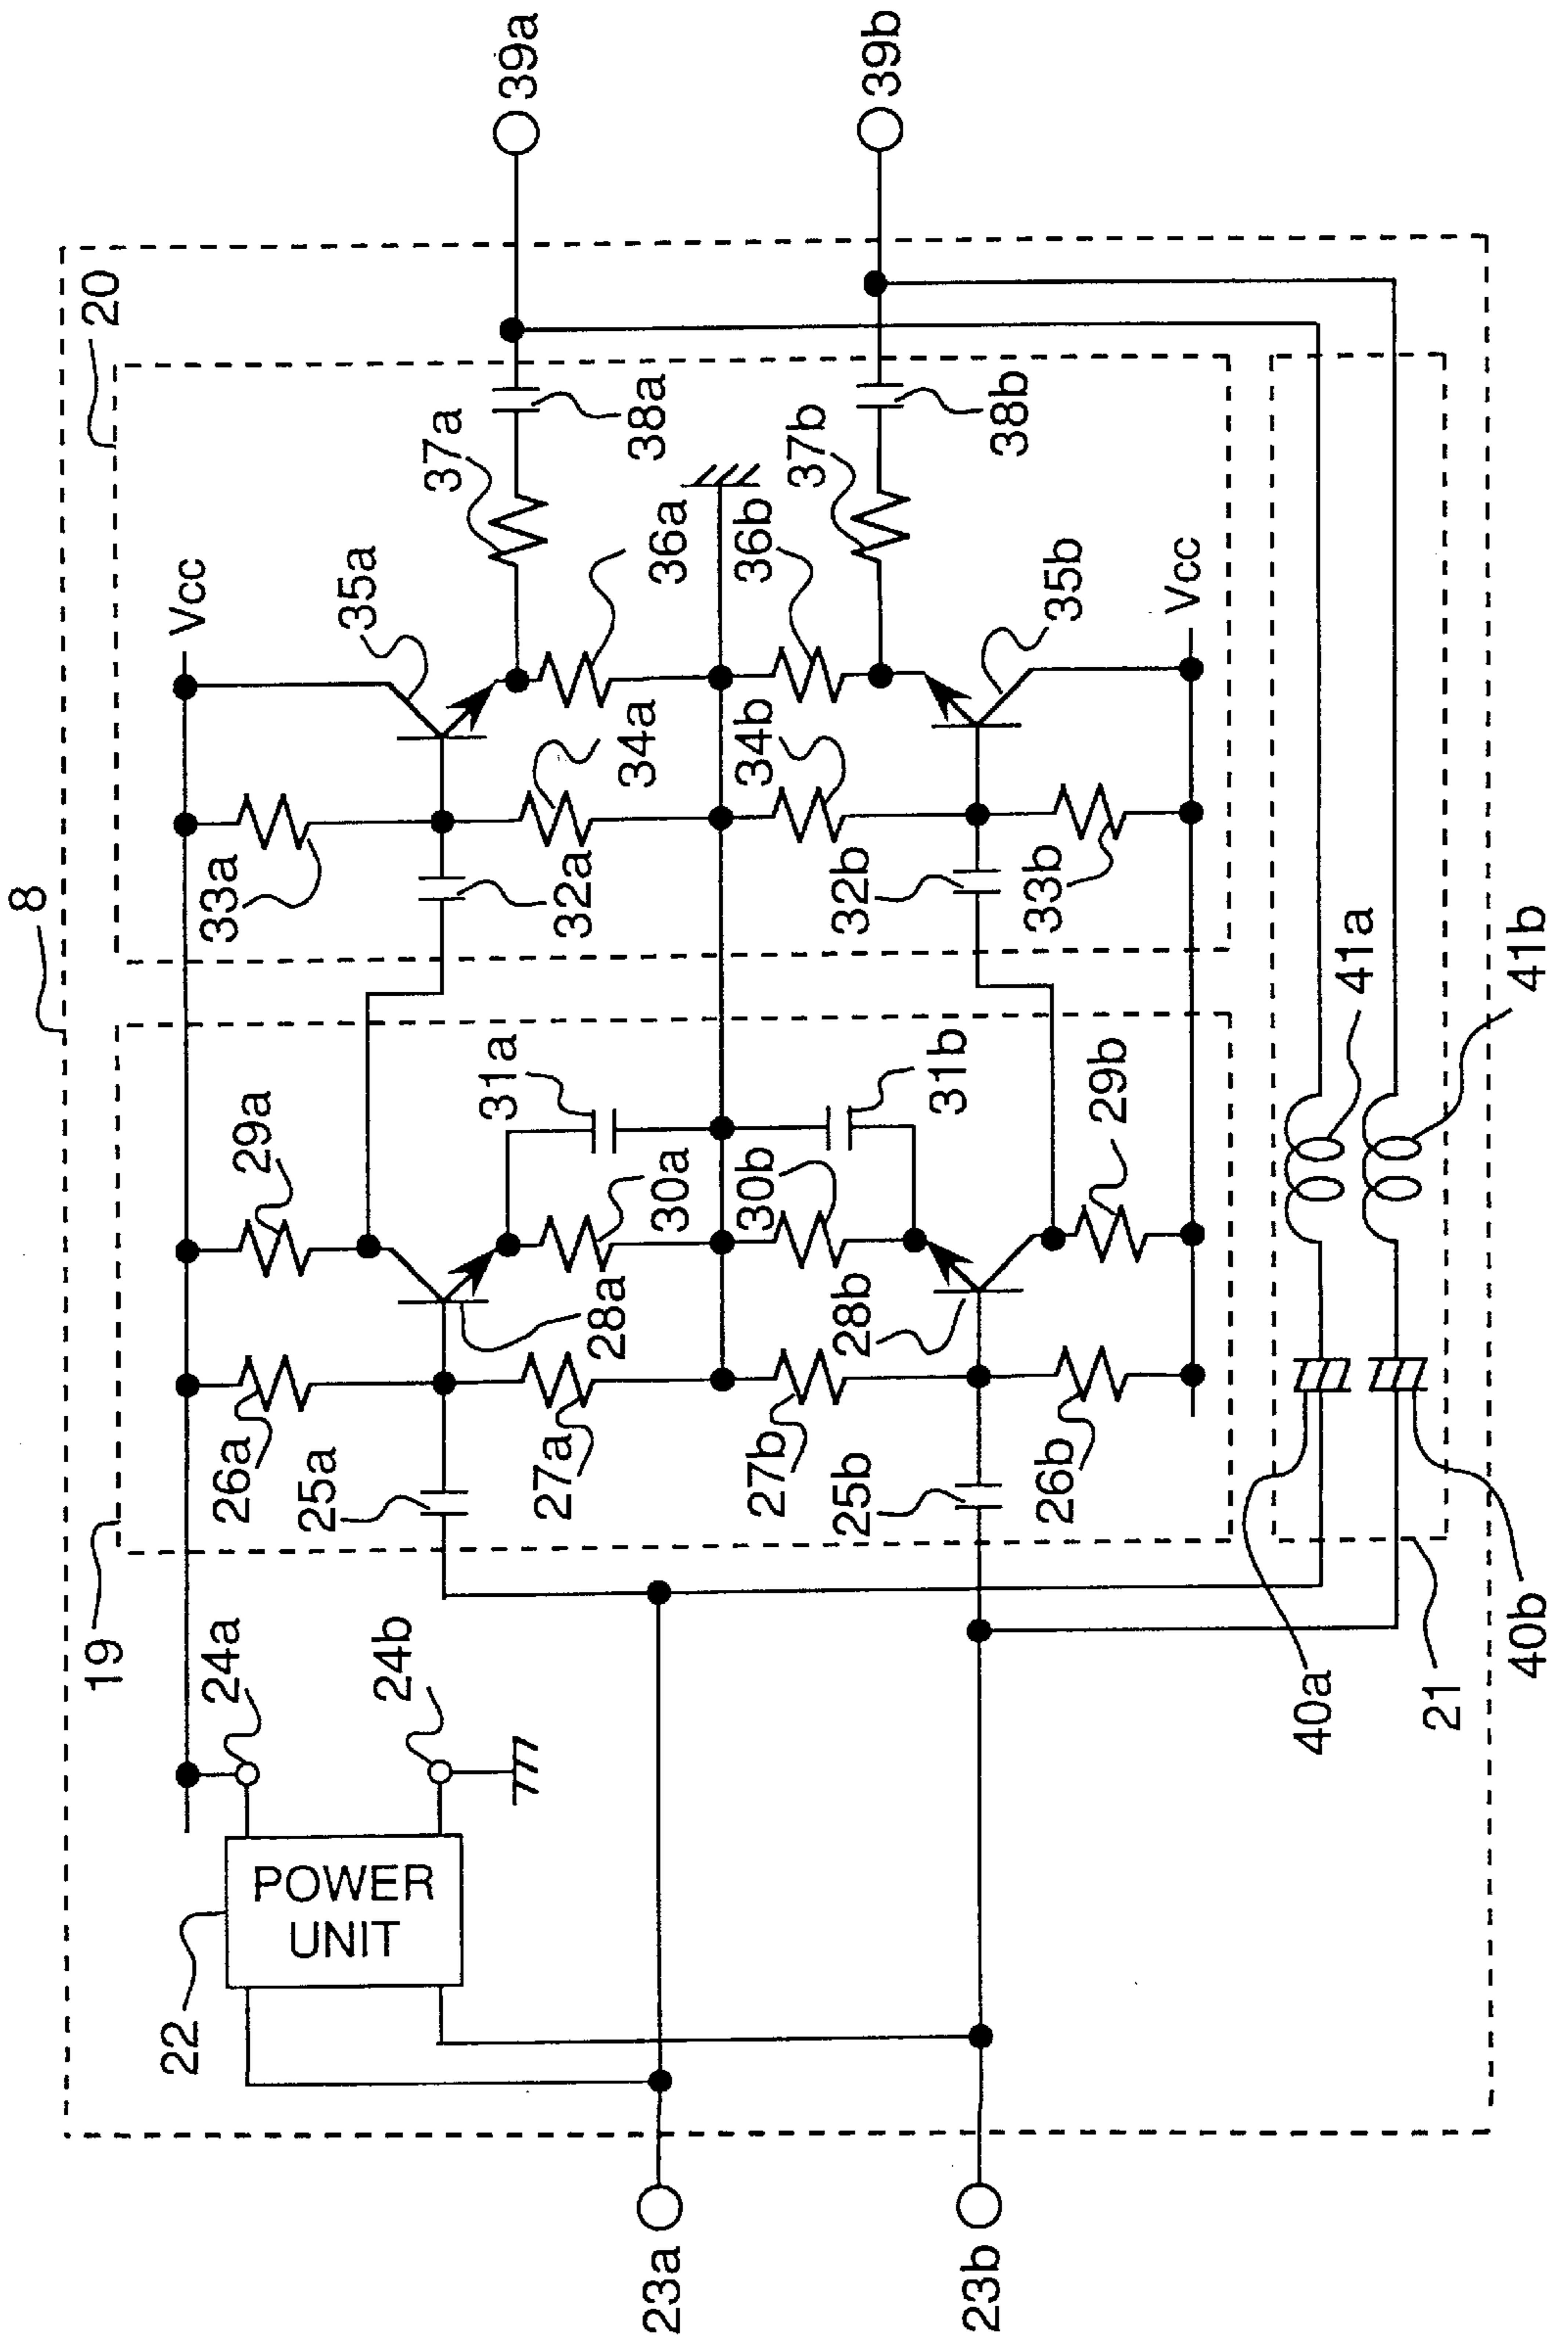 8
20
39a
39b
Vcc
35a
37a
38a
33a
34a
36a
32a
34b
36b
37b
38b
32b
33b
35b
Vcc
19
29a
31a
26a
25a
28a
30a
27a
30b
31b
27b
28b
25b
26b
29b
24a
24b
22
POWER
UNIT
41a
41b
40a
40b
21
23a
23b